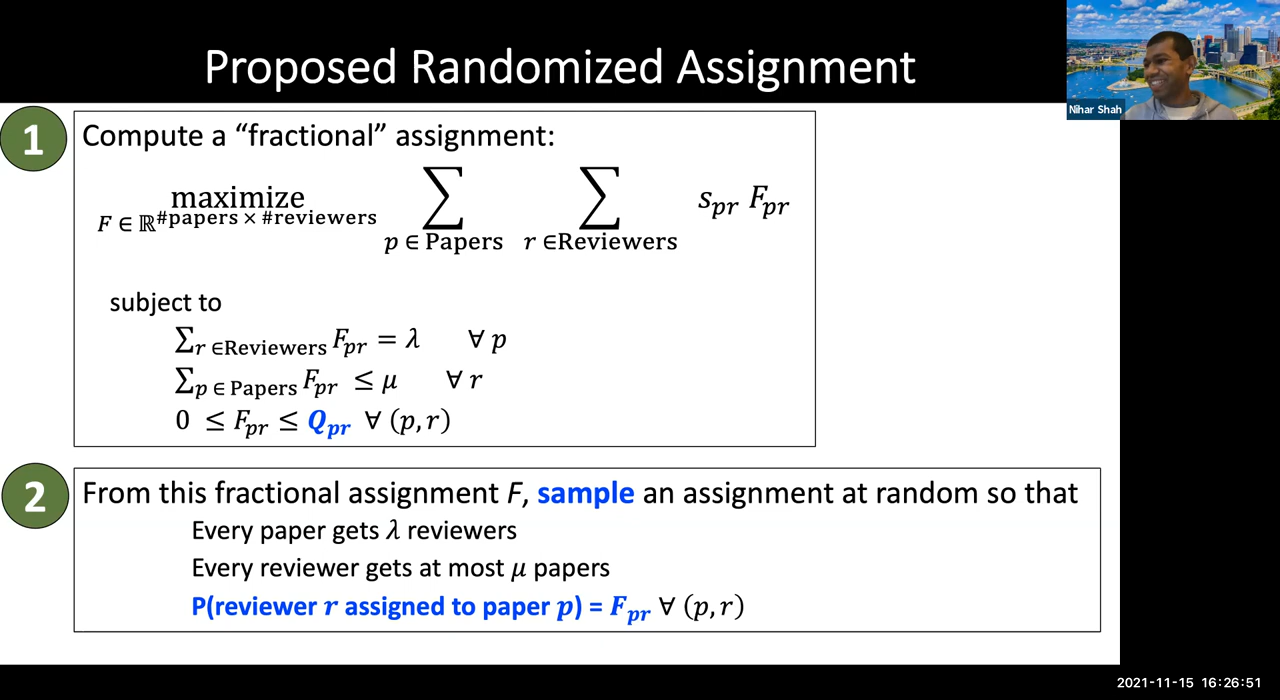 Proposed Randomized Assignment
Nihar Shah
1
Compute a “fractional” assignment:
maximize ∑ ∑ s_pr F_pr
F ∈ ℝ^#papers × #reviewers p ∈ Papers r ∈Reviewers
subject to
∑_r ∈Reviewers F_pr = λ ∀ p
∑_p ∈ Papers F_pr ≤ μ ∀ r
0 ≤ F_pr ≤ Q_pr ∀ (p, r)
2
From this fractional assignment F, sample an assignment at random so that
Every paper gets λ reviewers
Every reviewer gets at most μ papers
P(reviewer r assigned to paper p) = F_pr ∀ (p, r)
2021-11-15 16:26:51